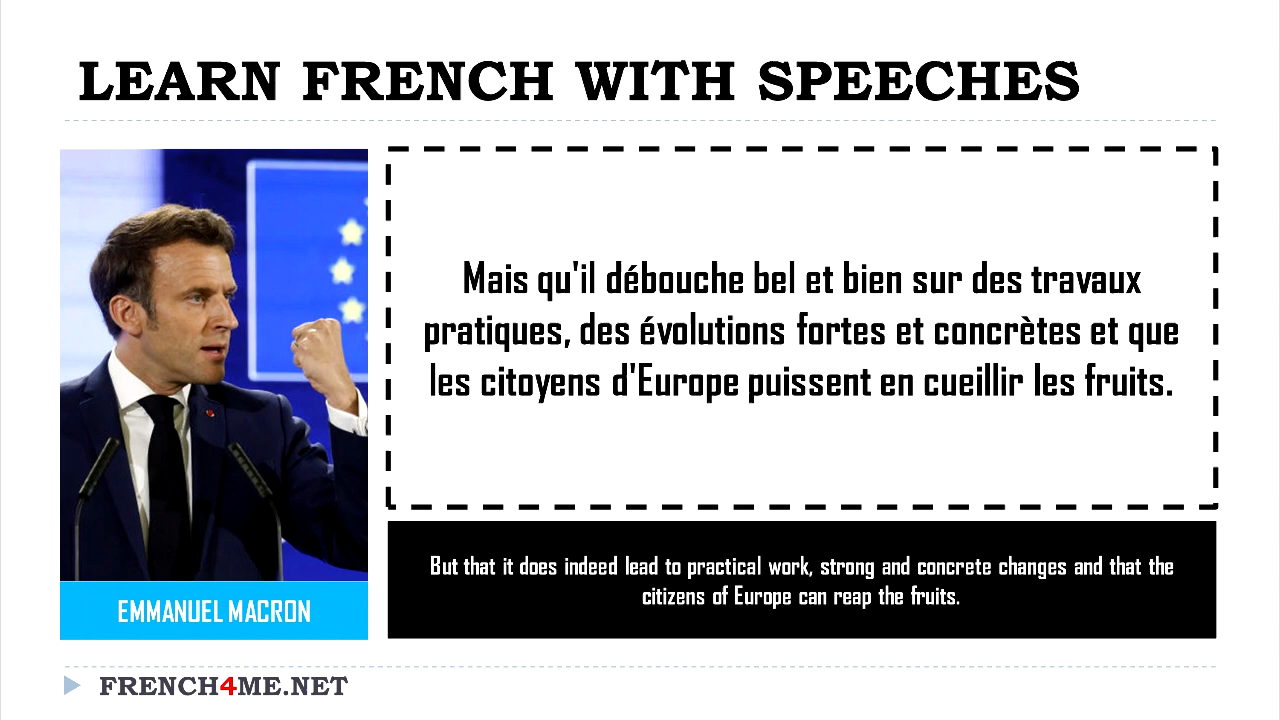 LEARN FRENCH WITH SPEECHES
Mais qu'il débouche bel et bien sur des travaux
pratiques, des évolutions fortes et concrètes et que
les citoyens d'Europe puissent en cueillir les fruits.
But that it does indeed lead to practical work, strong and concrete changes and that the
citizens of Europe can reap the fruits.
EMMANUEL MACRON
FRENCH4ME.NET